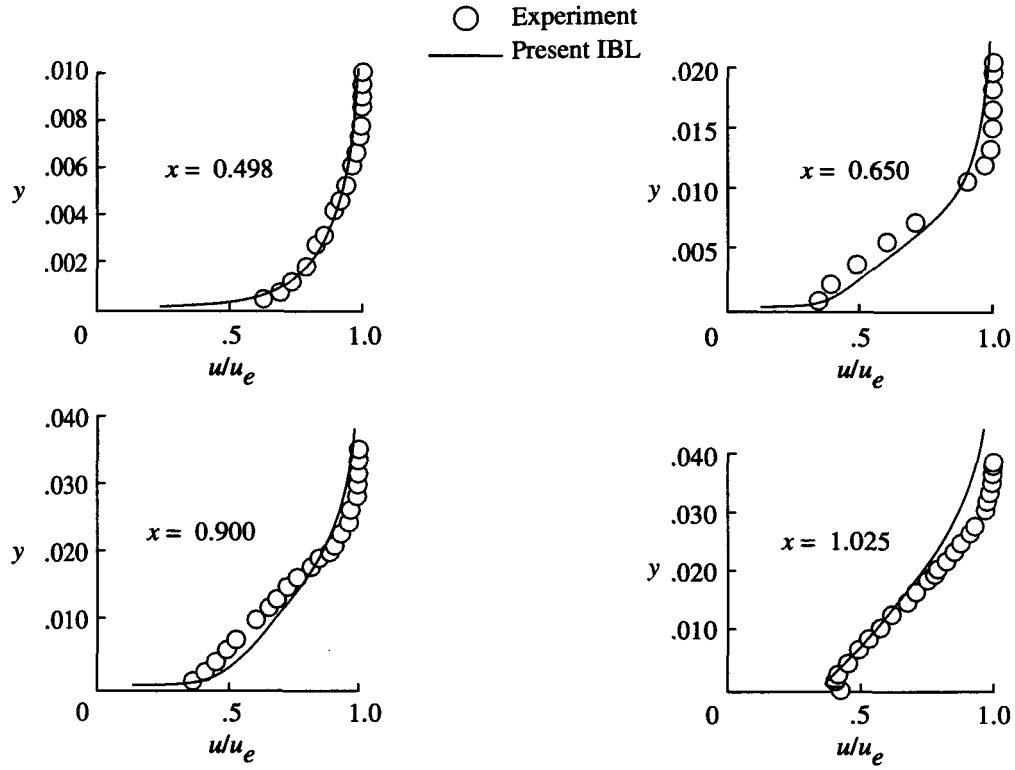 Experiment
Present IBL
.010
.008
.006
.004
.002
y
x = 0.498
0
.5
1.0
u/u_e
.020
.015
.010
.005
y
x = 0.650
0
.5
1.0
u/u_e
.040
.030
.020
.010
y
x = 0.900
0
.5
1.0
u/u_e
.040
.030
.020
.010
y
x = 1.025
0
.5
1.0
u/u_e